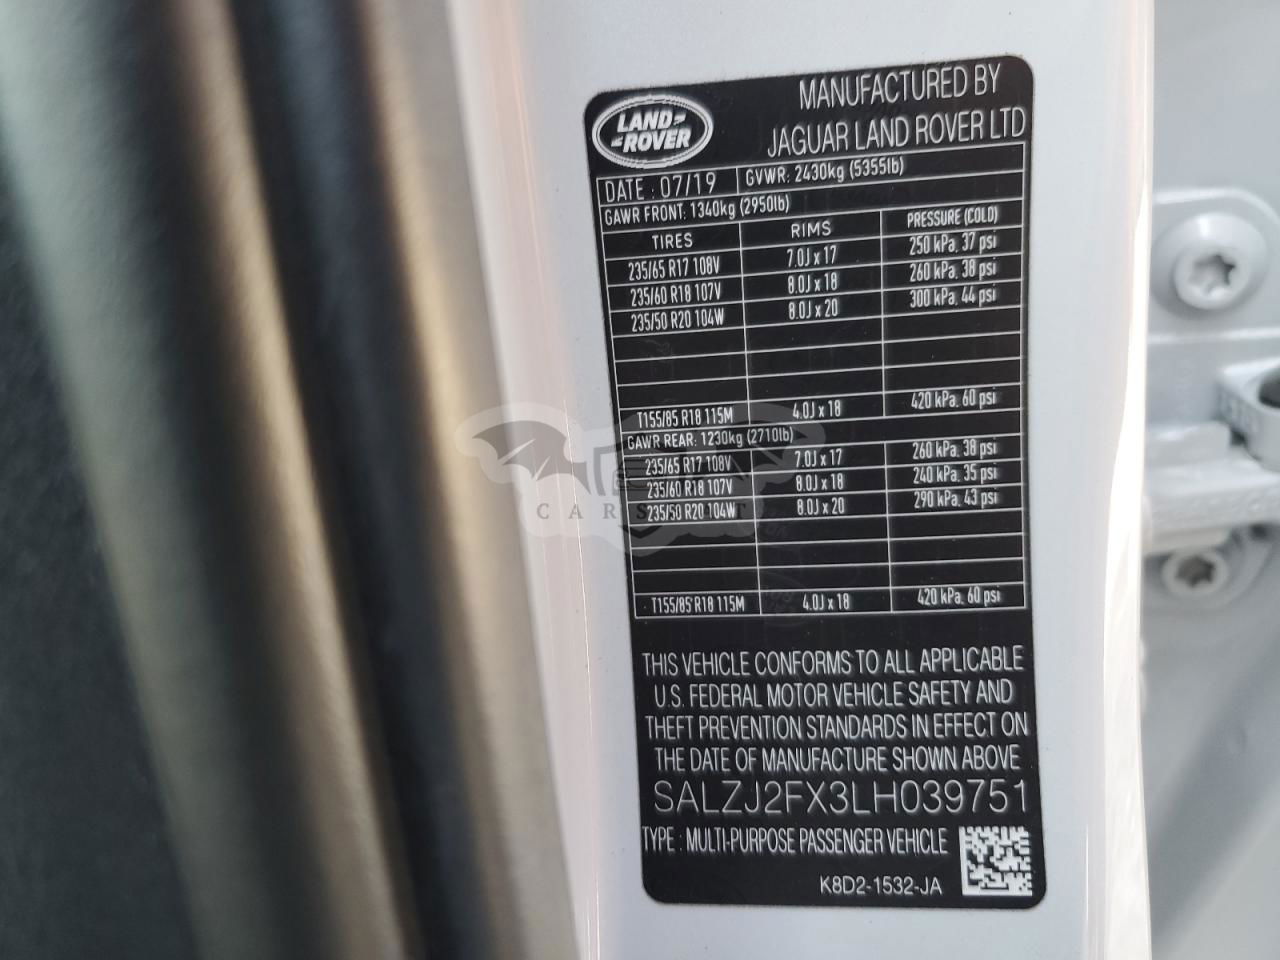 LAND ROVER
MANUFACTURED BY
JAGUAR LAND ROVER LTD
DATE : 07/19 GVWR: 2430kg (5355lb)
GAWR FRONT: 1340kg (2950lb)
TIRES RIMS PRESSURE (COLD)
235/65 R17 108V 7.0J x 17 250 kPa, 37 psi
235/60 R18 107V 8.0J x 18 260 kPa, 38 psi
235/50 R20 104W 8.0J x 20 300 kPa, 44 psi
T155/85 R18 115M 4.0J x 18 420 kPa, 60 psi
GAWR REAR: 1230kg (2710lb)
235/65 R17 108V 7.0J x 17 260 kPa, 38 psi
235/60 R18 107V 8.0J x 18 240 kPa, 35 psi
235/50 R20 104W 8.0J x 20 290 kPa, 43 psi
T155/85 R18 115M 4.0J x 18 420 kPa, 60 psi
THIS VEHICLE CONFORMS TO ALL APPLICABLE
U.S. FEDERAL MOTOR VEHICLE SAFETY AND
THEFT PREVENTION STANDARDS IN EFFECT ON
THE DATE OF MANUFACTURE SHOWN ABOVE
SALZJ2FX3LH039751
TYPE : MULTI-PURPOSE PASSENGER VEHICLE
K8D2-1532-JA